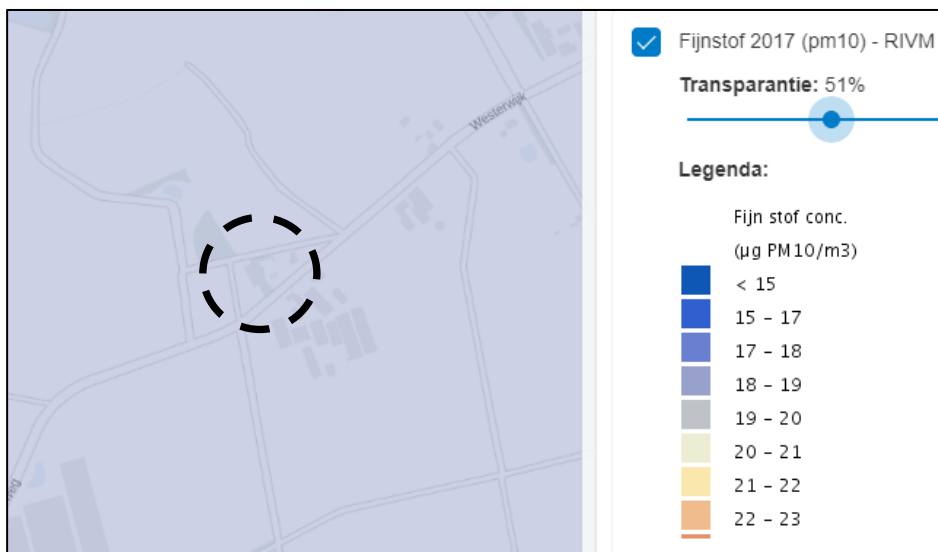 Westerwijk
weg
Fijnstof 2017 (pm10) - RIVM
Transparantie: 51%
Legenda:
Fijn stof conc.
(µg PM10/m3)
< 15
15 – 17
17 – 18
18 – 19
19 – 20
20 – 21
21 – 22
22 – 23